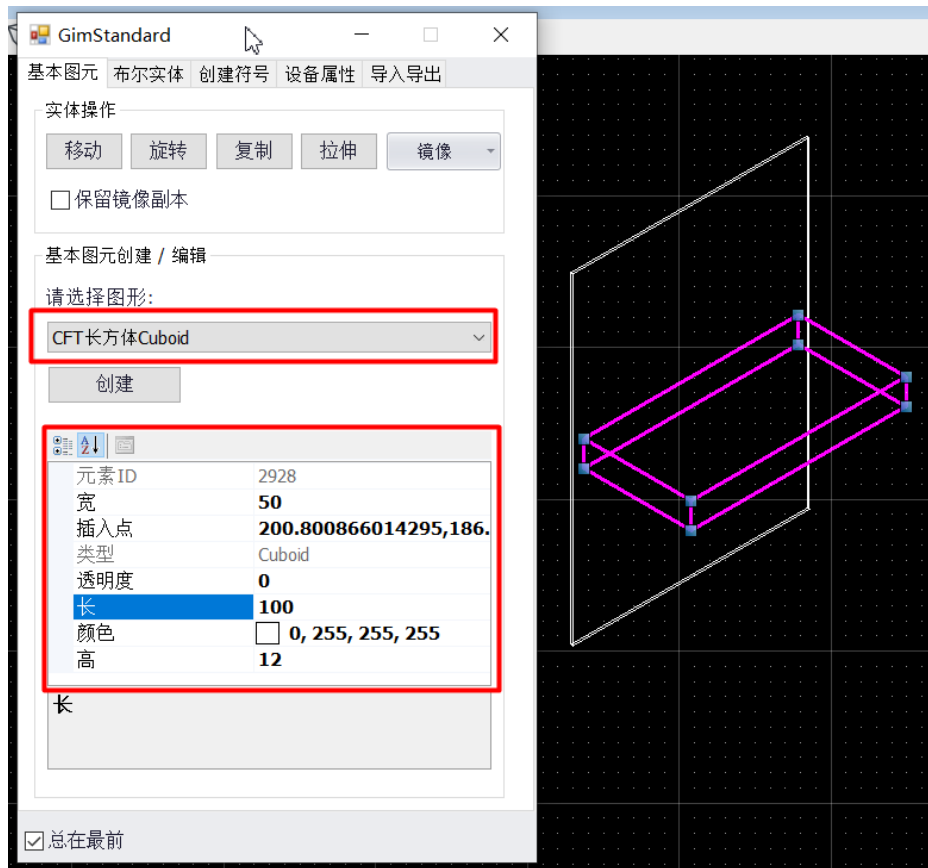 GimStandard
基本图元 布尔实体 创建符号 设备属性 导入导出
实体操作
移动 旋转 复制 拉伸 镜像
保留镜像副本
基本图元创建 / 编辑
请选择图形:
CFT长方体Cuboid
创建
元素ID 2928
宽 50
插入点 200.800866014295,186.
类型 Cuboid
透明度 0
长 100
颜色 0, 255, 255, 255
高 12
长
总在最前